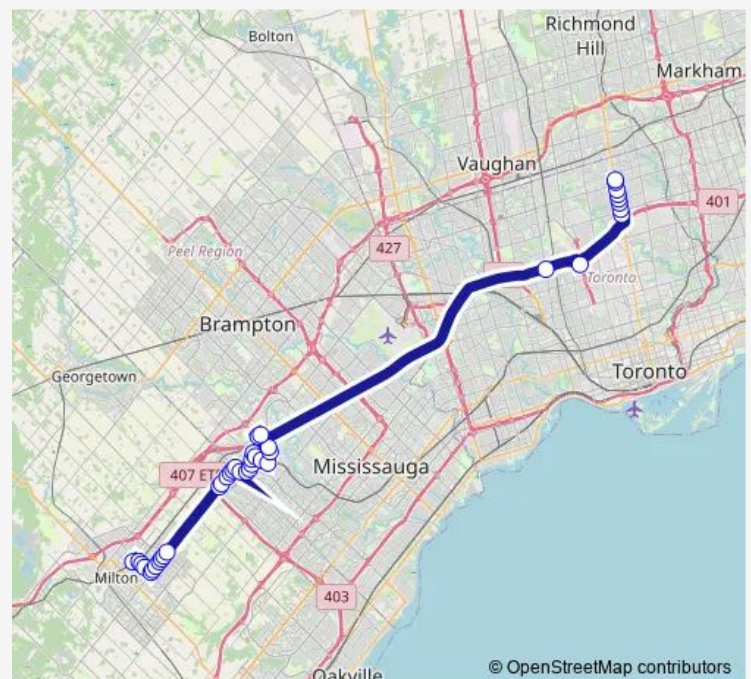 Bolton
Richmond
Hill
Markham
Vaughan
401
427
Peel Region
Toronto
Brampton
Georgetown
Toronto
Mississauga
407 ET
Milton
403
Oakville
© OpenStreetMap contributors